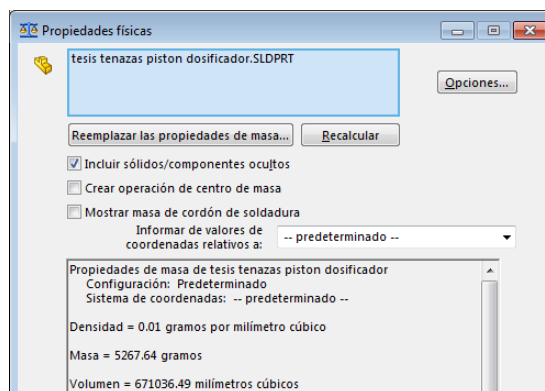 Propiedades físicas
tesis tenazas piston dosificador.SLDPRT
Opciones...
Reemplazar las propiedades de masa...
Recalcular
Incluir sólidos/componentes ocultos
Crear operación de centro de masa
Mostrar masa de cordón de soldadura
Informar de valores de
coordenadas relativos a:
-- predeterminado --
Propiedades de masa de tesis tenazas piston dosificador
Configuración: Predeterminado
Sistema de coordenadas: -- predeterminado --
Densidad = 0.01 gramos por milímetro cúbico
Masa = 5267.64 gramos
Volumen = 671036.49 milímetros cúbicos